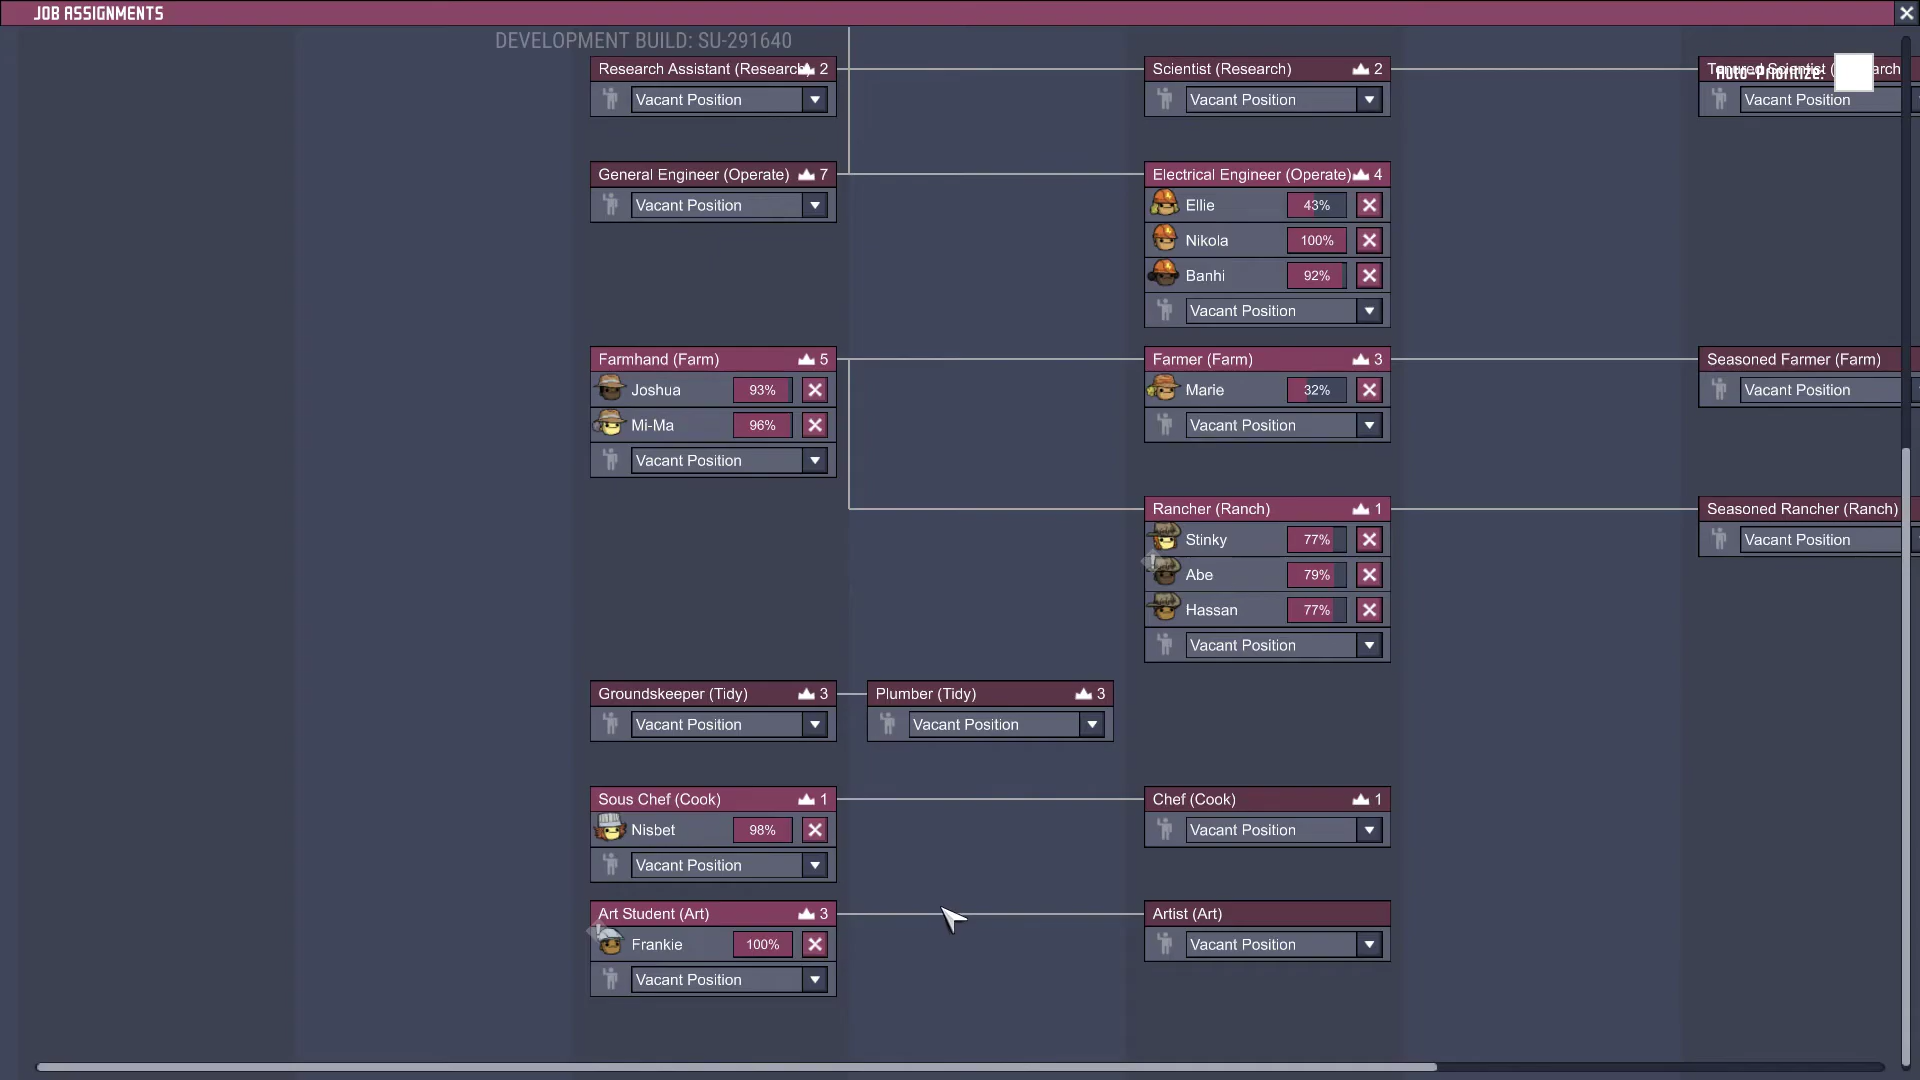 JOB ASSIGNMENTS
DEVELOPMENT BUILD: SU-291640
Research Assistant (Research 2
Vacant Position
Scientist (Research) 2
Vacant Position
Tenured Scientist ( arch
Auto-Prioritize:
Vacant Position
General Engineer (Operate) 7
Vacant Position
Electrical Engineer (Operate) 4
Ellie 43%
Nikola 100%
Banhi 92%
Vacant Position
Farmhand (Farm) 5
Joshua 93%
Mi-Ma 96%
Vacant Position
Farmer (Farm) 3
Marie 32%
Vacant Position
Seasoned Farmer (Farm)
Vacant Position
Rancher (Ranch) 1
Stinky 77%
Abe 79%
Hassan 77%
Vacant Position
Seasoned Rancher (Ranch)
Vacant Position
Groundskeeper (Tidy) 3
Vacant Position
Plumber (Tidy) 3
Vacant Position
Sous Chef (Cook) 1
Nisbet 98%
Vacant Position
Chef (Cook) 1
Vacant Position
Art Student (Art) 3
Frankie 100%
Vacant Position
Artist (Art)
Vacant Position